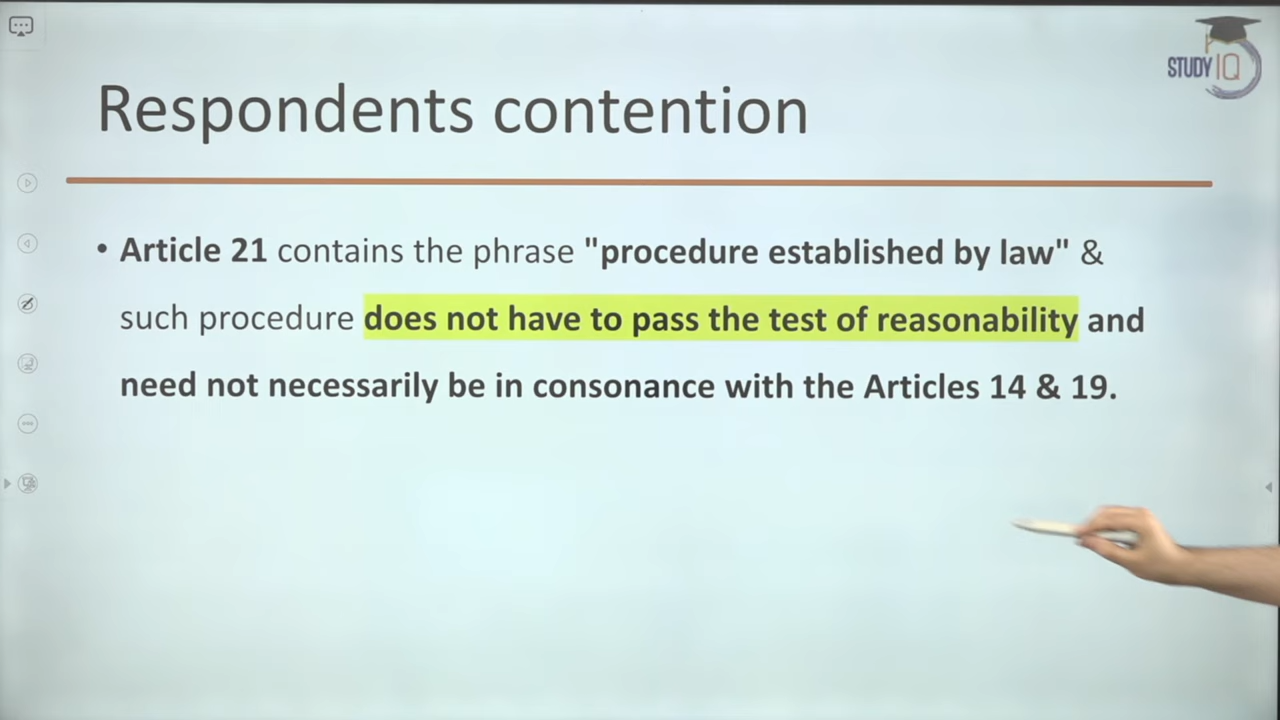 STUDY IQ
Respondents contention
• Article 21 contains the phrase "procedure established by law" &
such procedure does not have to pass the test of reasonability and
need not necessarily be in consonance with the Articles 14 & 19.